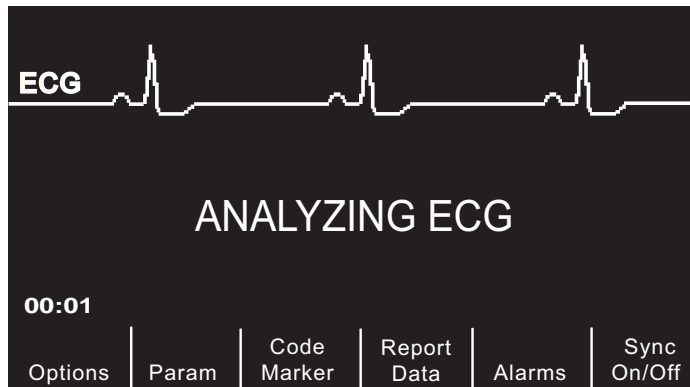 ECG
ANALYZING ECG
00:01
Options
Param
Code
Marker
Report
Data
Alarms
Sync
On/Off